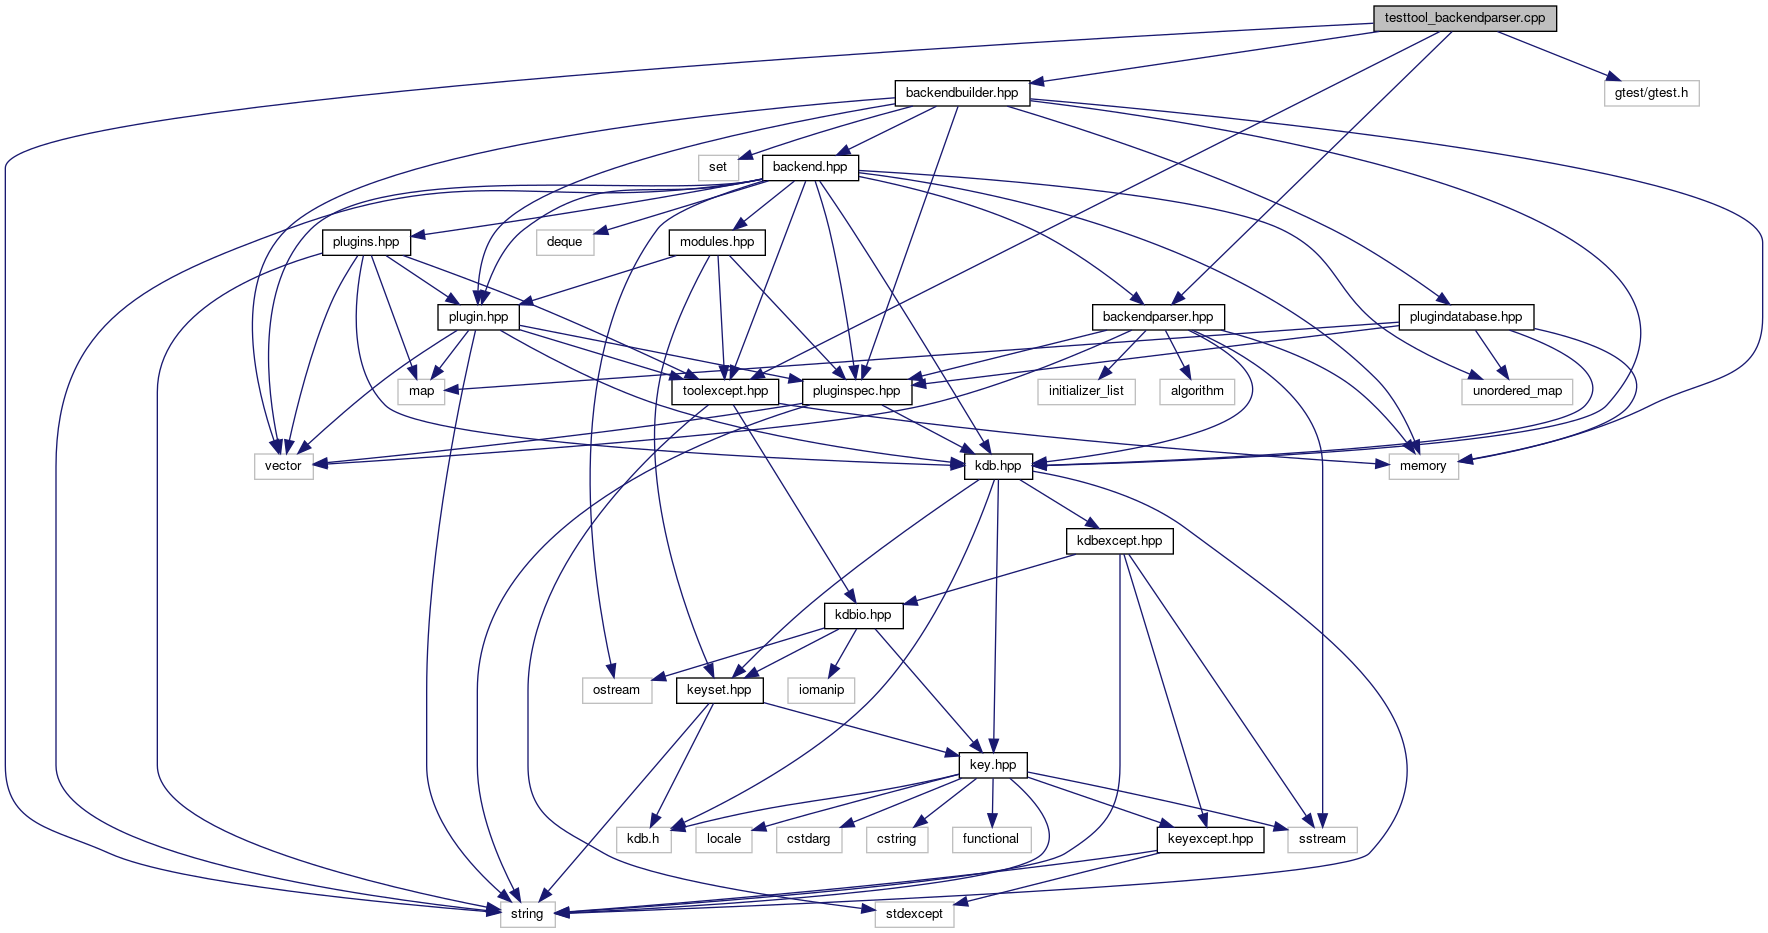 testtool_backendparser.cpp
backendbuilder.hpp
gtest/gtest.h
set
backend.hpp
plugins.hpp
deque
modules.hpp
plugin.hpp
backendparser.hpp
plugindatabase.hpp
map
toolexcept.hpp
pluginspec.hpp
initializer_list
algorithm
unordered_map
vector
kdb.hpp
memory
kdbexcept.hpp
kdbio.hpp
ostream
keyset.hpp
iomanip
key.hpp
kdb.h
locale
cstdarg
cstring
functional
keyexcept.hpp
sstream
string
stdexcept